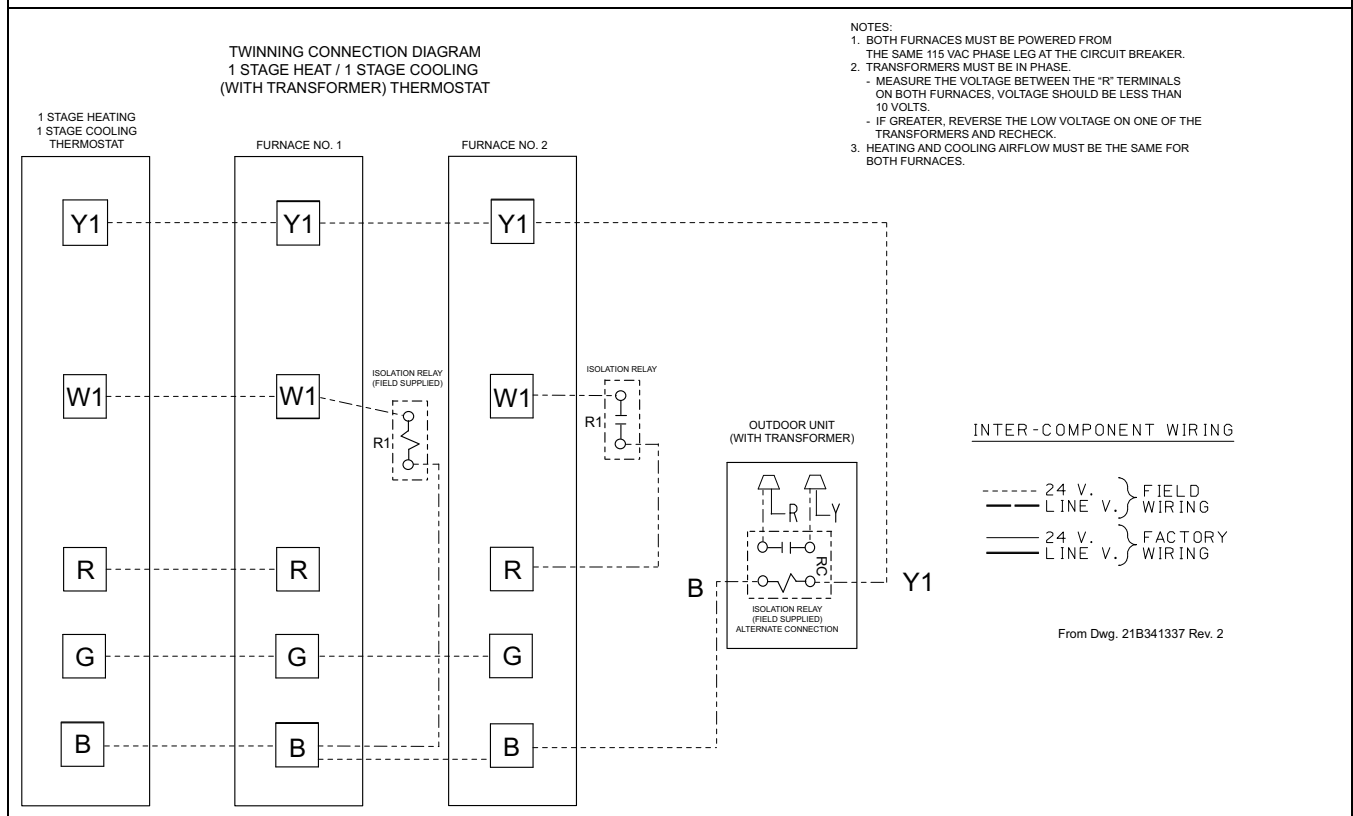 TWINNING CONNECTION DIAGRAM
1 STAGE HEAT / 1 STAGE COOLING
(WITH TRANSFORMER) THERMOSTAT
NOTES:
1. BOTH FURNACES MUST BE POWERED FROM
THE SAME 115 VAC PHASE LEG AT THE CIRCUIT BREAKER.
2. TRANSFORMERS MUST BE IN PHASE.
- MEASURE THE VOLTAGE BETWEEN THE “R” TERMINALS
ON BOTH FURNACES, VOLTAGE SHOULD BE LESS THAN
10 VOLTS.
- IF GREATER, REVERSE THE LOW VOLTAGE ON ONE OF THE
TRANSFORMERS AND RECHECK.
3. HEATING AND COOLING AIRFLOW MUST BE THE SAME FOR
BOTH FURNACES.
1 STAGE HEATING
1 STAGE COOLING
THERMOSTAT
FURNACE NO. 1
FURNACE NO. 2
Y1
Y1
Y1
ISOLATION RELAY
(FIELD SUPPLIED)
ISOLATION RELAY
W1
W1
R1
W1
R1
OUTDOOR UNIT
(WITH TRANSFORMER)
R
Y
RC
ISOLATION RELAY
(FIELD SUPPLIED)
ALTERNATE CONNECTION
B
Y1
R
R
R
G
G
G
B
B
B
INTER-COMPONENT WIRING
24 V.
LINE V.
FIELD
WIRING
24 V.
LINE V.
FACTORY
WIRING
From Dwg. 21B341337 Rev. 2